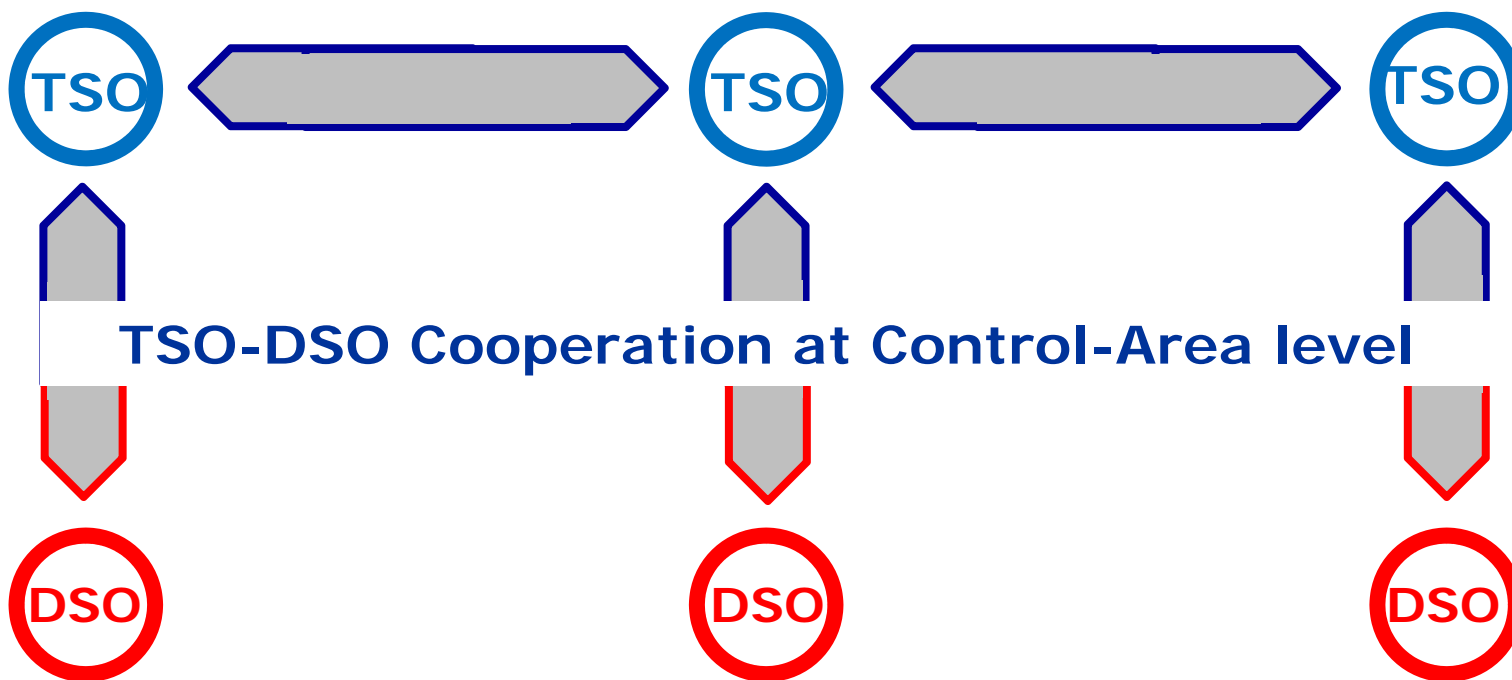 TSO TSO TSO
TSO-DSO Cooperation at Control-Area level
DSO DSO DSO